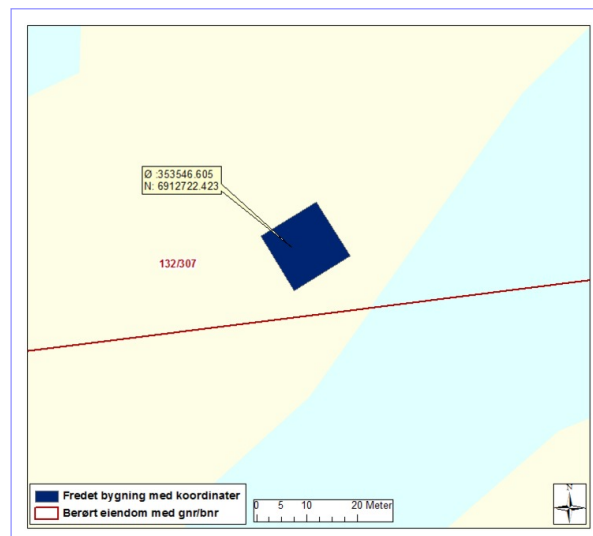 Ø :353546.605
N: 6912722.423
132/307
Fredet bygning med koordinater
Berørt eiendom med gnr/bnr
0 5 10 20 Meter
N